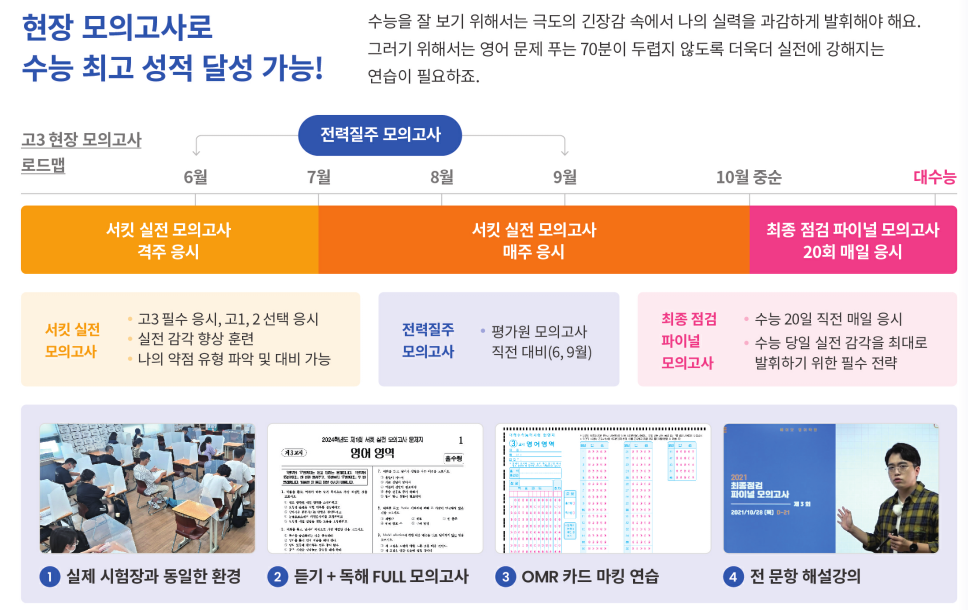 현장 모의고사로
수능 최고 성적 달성 가능!
수능을 잘 보기 위해서는 극도의 긴장감 속에서 나의 실력을 과감하게 발휘해야 해요.
그러기 위해서는 영어 문제 푸는 70분이 두렵지 않도록 더욱더 실전에 강해지는
연습이 필요하죠.
고3 현장 모의고사
로드맵
전력질주 모의고사
6월
7월
8월
9월
10월 중순
대수능
서킷 실전 모의고사
격주 응시
서킷 실전 모의고사
매주 응시
최종 점검 파이널 모의고사
20회 매일 응시
서킷 실전
모의고사
• 고3 필수 응시, 고1, 2 선택 응시
• 실전 감각 향상 훈련
• 나의 약점 유형 파악 및 대비 가능
전력질주
모의고사
• 평가원 모의고사
직전 대비(6, 9월)
최종 점검
파이널
모의고사
• 수능 20일 직전 매일 응시
• 수능 당일 실전 감각을 최대로
발휘하기 위한 필수 전략
2024학년도 제1회 서킷 실전 모의고사 문제지
1
제3교시
영어 영역
홀수형
영어영역
2021
최종점검
파이널 모의고사
제3회
2021/10/28 [목] D-21
1 실제 시험장과 동일한 환경
2 듣기 + 독해 FULL 모의고사
3 OMR 카드 마킹 연습
4 전 문항 해설강의